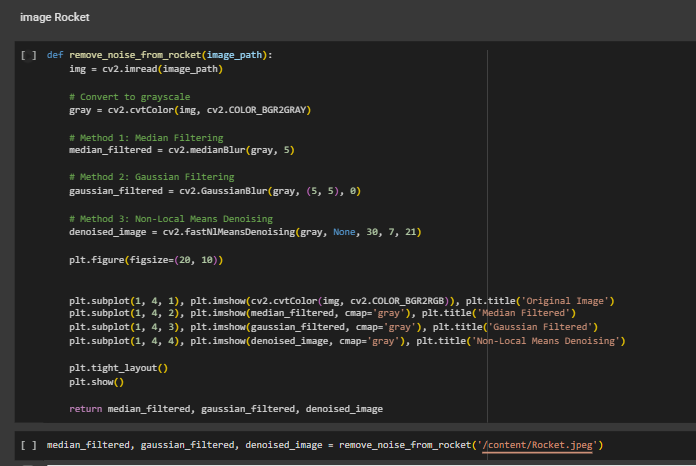 image Rocket
[ ] def remove_noise_from_rocket(image_path):
img = cv2.imread(image_path)
# Convert to grayscale
gray = cv2.cvtColor(img, cv2.COLOR_BGR2GRAY)
# Method 1: Median Filtering
median_filtered = cv2.medianBlur(gray, 5)
# Method 2: Gaussian Filtering
gaussian_filtered = cv2.GaussianBlur(gray, (5, 5), 0)
# Method 3: Non-Local Means Denoising
denoised_image = cv2.fastNlMeansDenoising(gray, None, 30, 7, 21)
plt.figure(figsize=(20, 10))
plt.subplot(1, 4, 1), plt.imshow(cv2.cvtColor(img, cv2.COLOR_BGR2RGB)), plt.title('Original Image')
plt.subplot(1, 4, 2), plt.imshow(median_filtered, cmap='gray'), plt.title('Median Filtered')
plt.subplot(1, 4, 3), plt.imshow(gaussian_filtered, cmap='gray'), plt.title('Gaussian Filtered')
plt.subplot(1, 4, 4), plt.imshow(denoised_image, cmap='gray'), plt.title('Non-Local Means Denoising')
plt.tight_layout()
plt.show()
return median_filtered, gaussian_filtered, denoised_image
[ ] median_filtered, gaussian_filtered, denoised_image = remove_noise_from_rocket('/content/Rocket.jpeg')